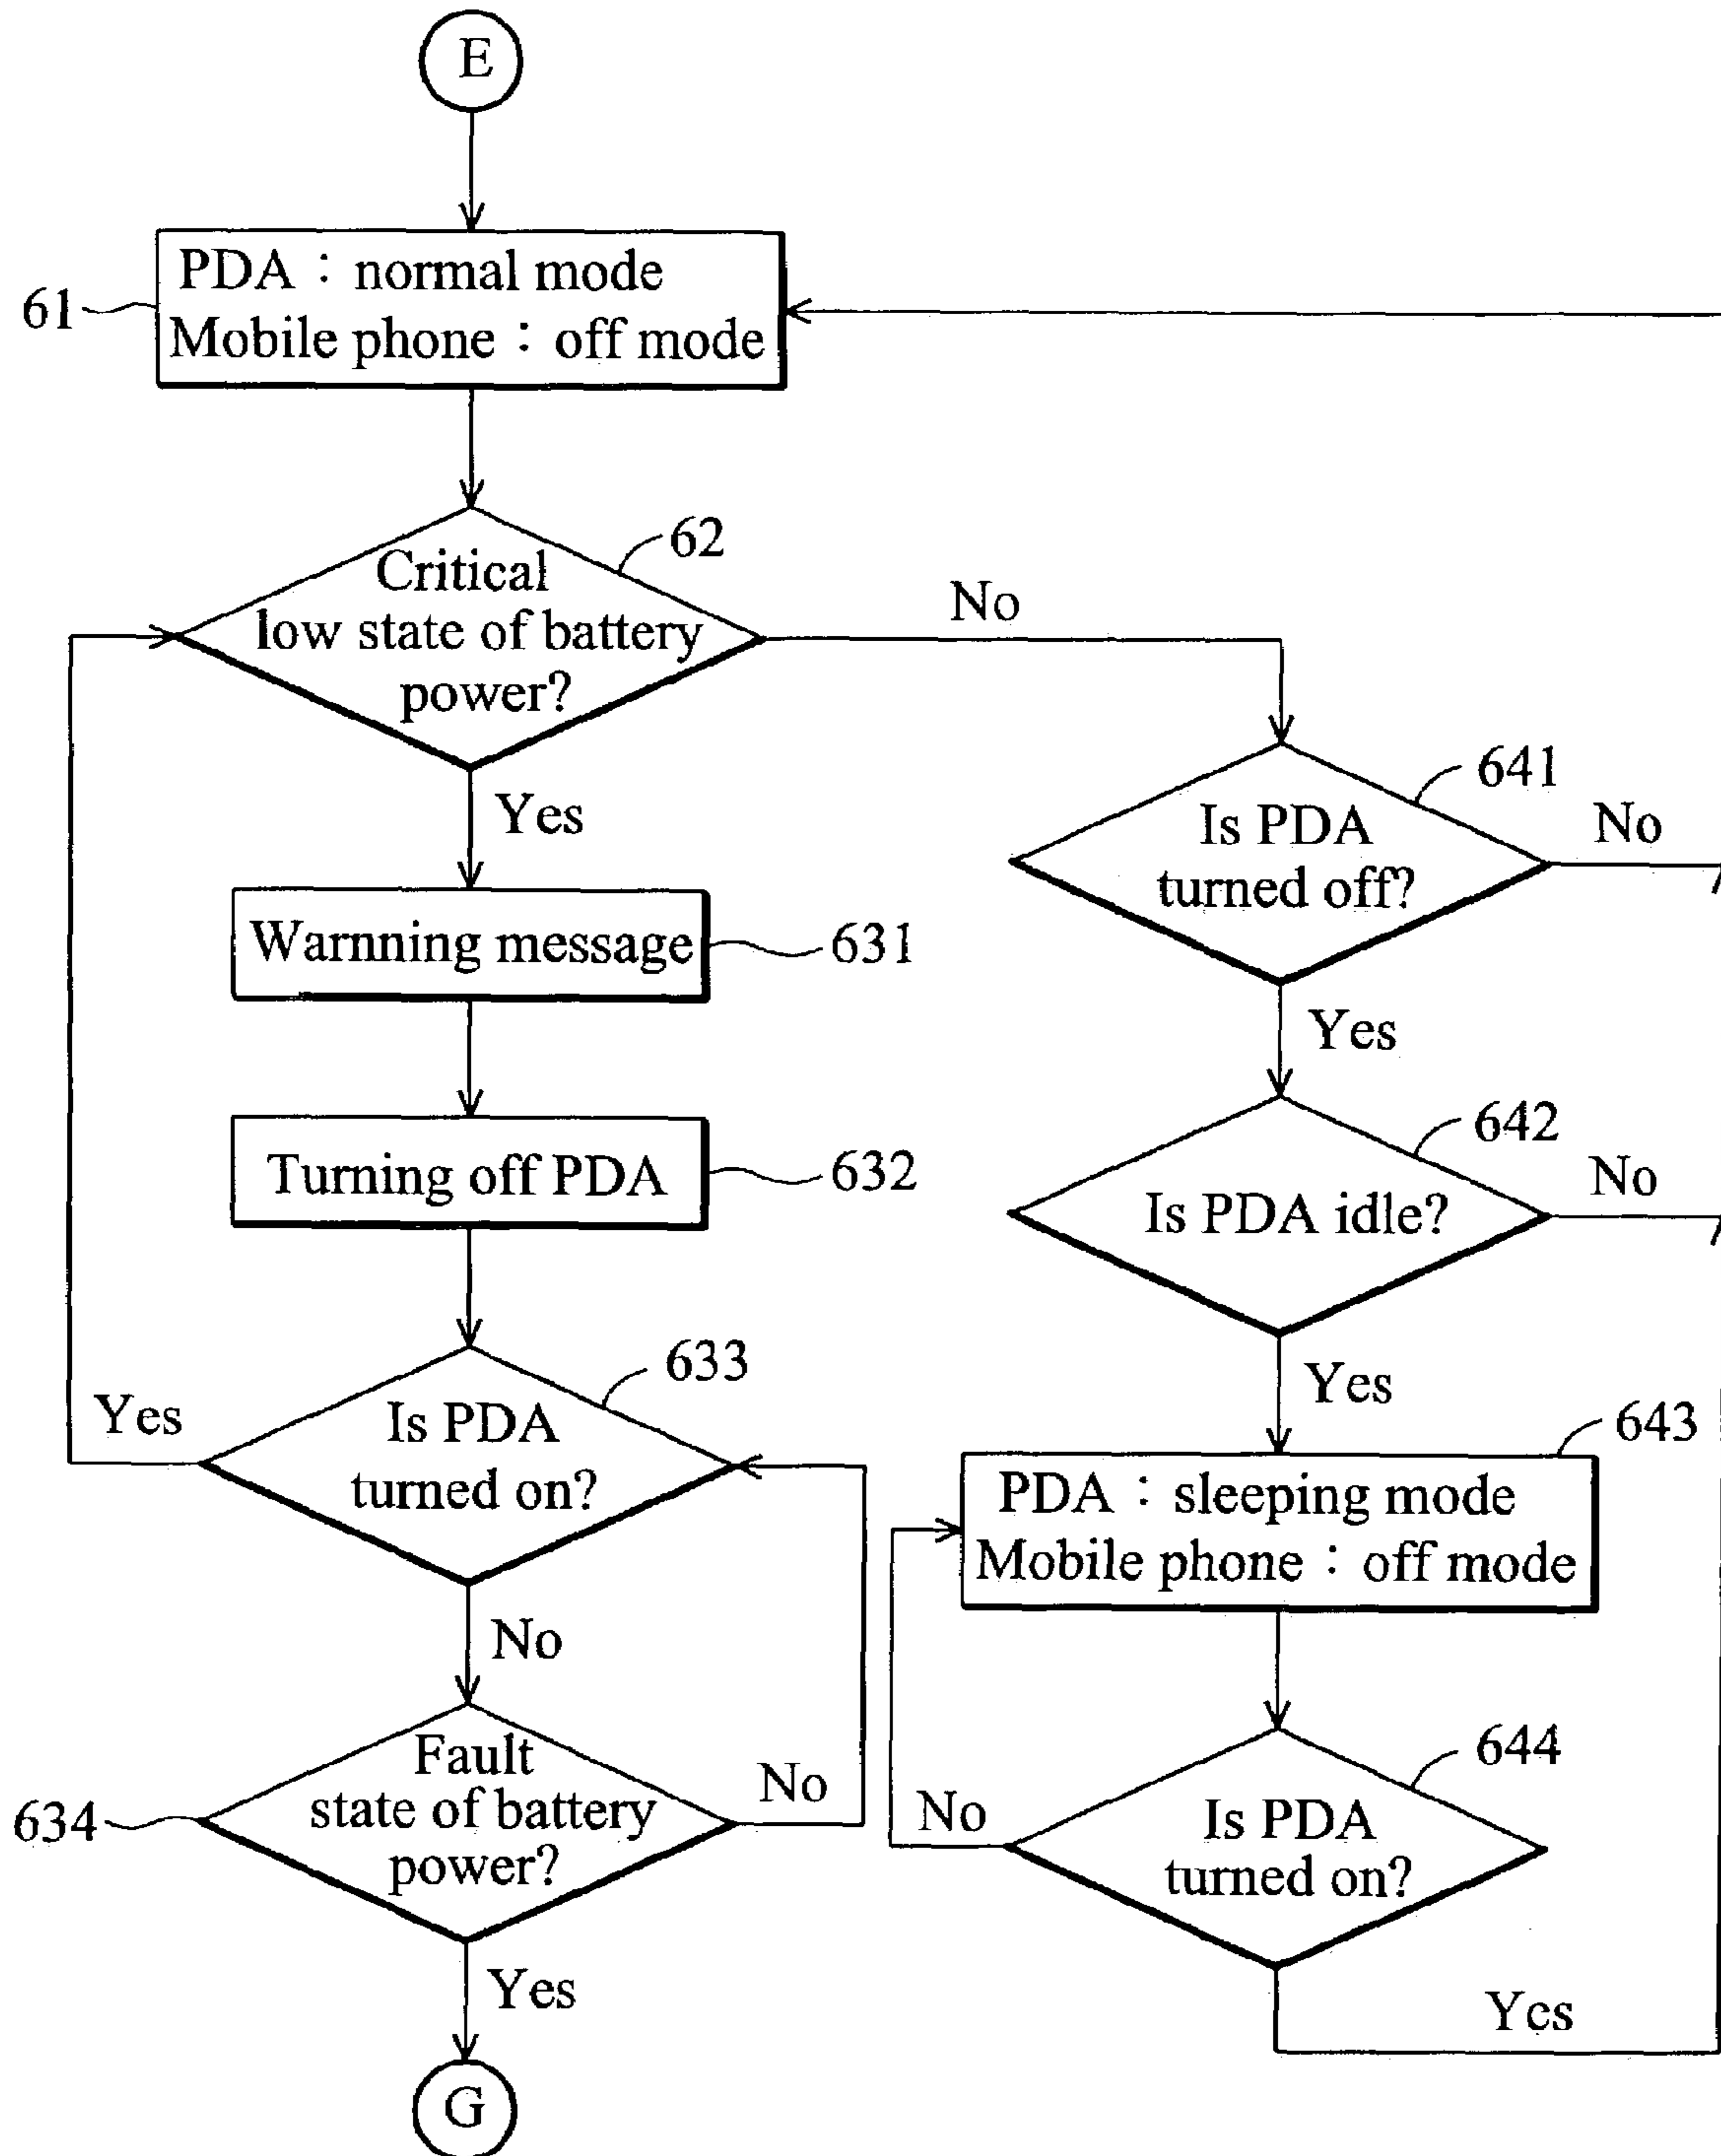 E
PDA : normal mode
Mobile phone : off mode
61
62
Critical
low state of battery
power?
No
Yes
641
Is PDA
turned off?
No
Yes
Warnning message
631
Turning off PDA
632
642
Is PDA idle?
No
Yes
633
Is PDA
turned on?
Yes
No
643
PDA : sleeping mode
Mobile phone : off mode
634
Fault
state of battery
power?
No
Yes
644
Is PDA
turned on?
No
Yes
G